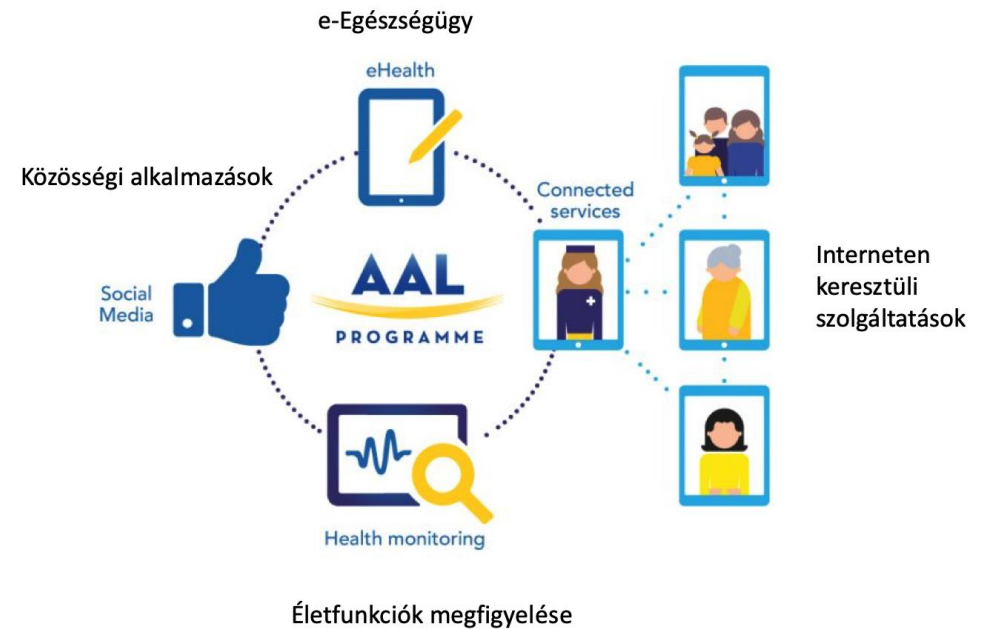 e-Egészségügy
eHealth
Közösségi alkalmazások
Connected
services
AAL
PROGRAMME
Social
Media
Interneten
keresztüli
szolgáltatások
Health monitoring
Életfunkciók megfigyelése